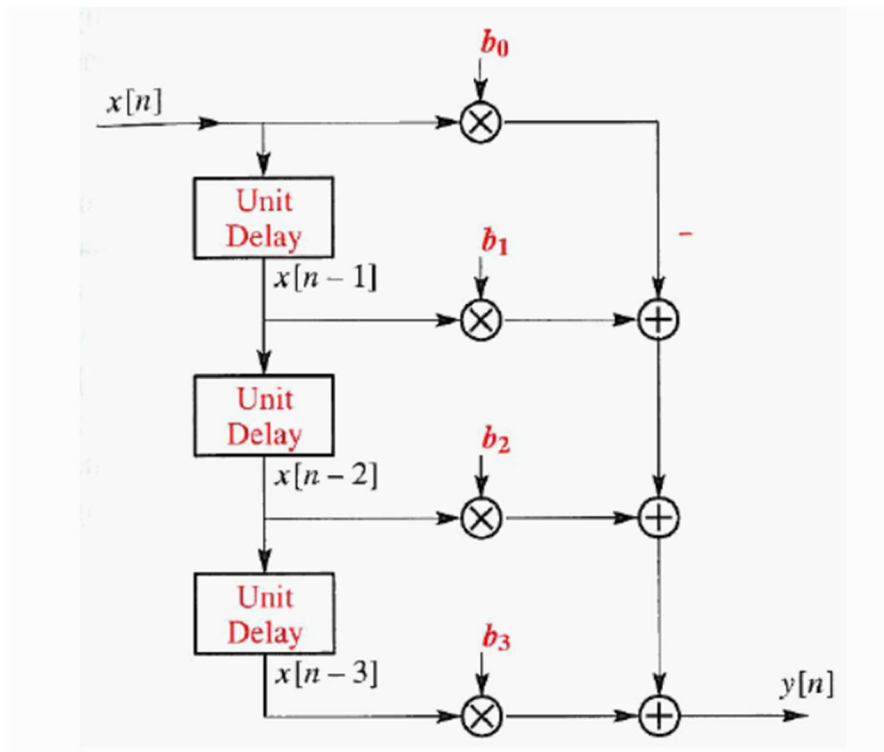 b₀
x[n]
Unit
Delay
b₁
x[n − 1]
Unit
Delay
b₂
x[n − 2]
Unit
Delay
b₃
x[n − 3]
y[n]